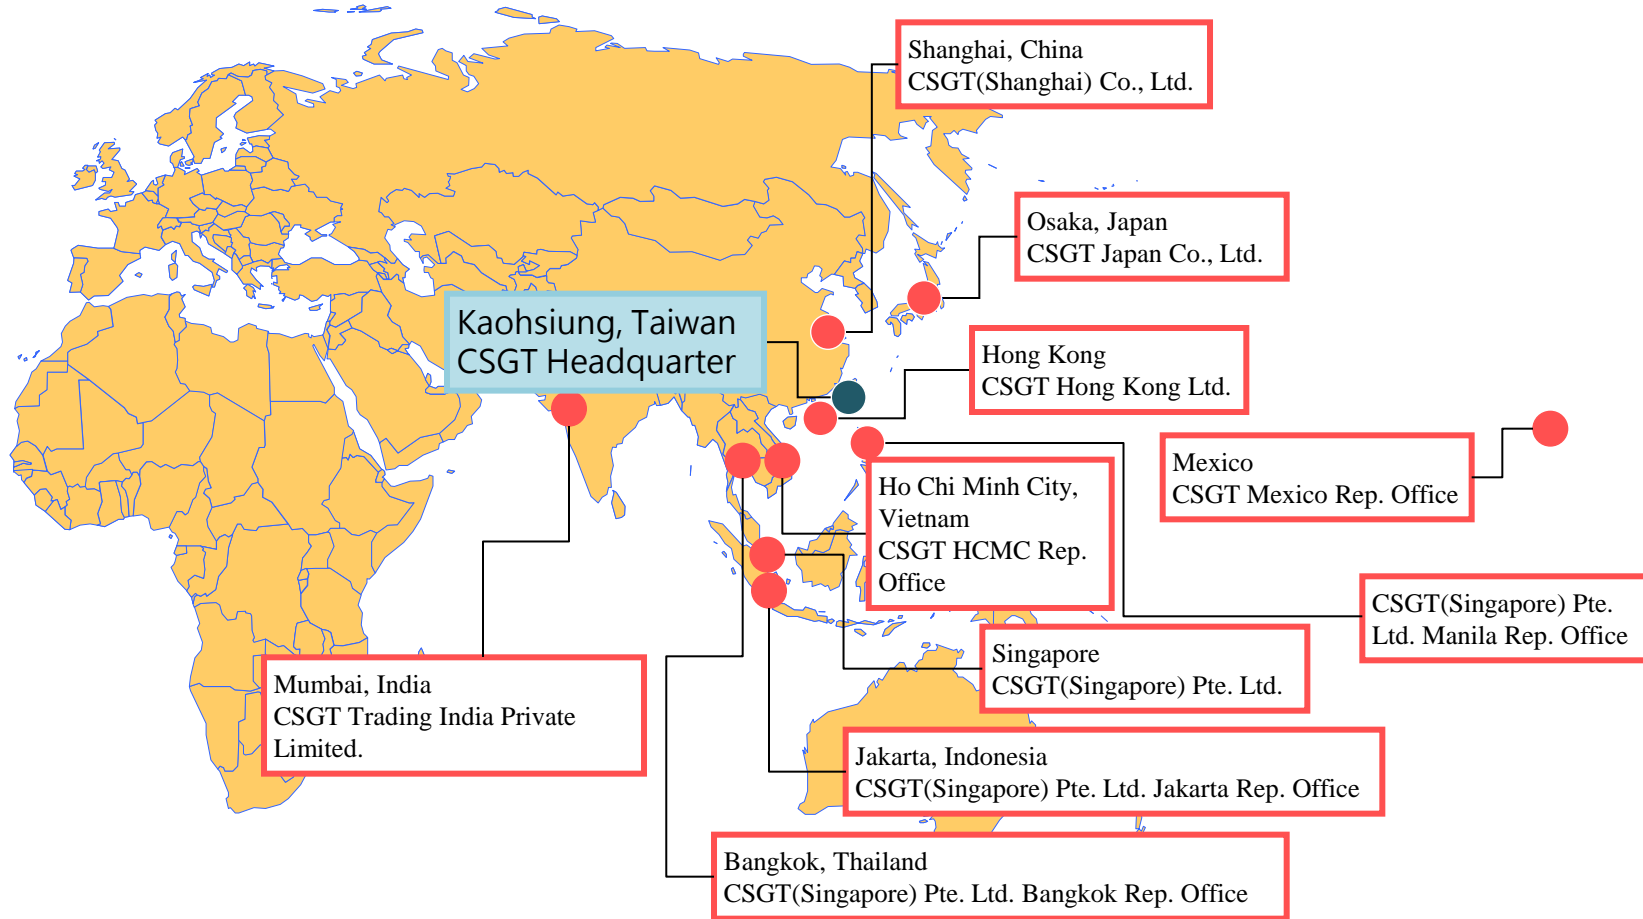 Shanghai, China
CSGT(Shanghai) Co., Ltd.
Osaka, Japan
CSGT Japan Co., Ltd.
Kaohsiung, Taiwan
CSGT Headquarter
Hong Kong
CSGT Hong Kong Ltd.
Mexico
CSGT Mexico Rep. Office
Ho Chi Minh City,
Vietnam
CSGT HCMC Rep.
Office
CSGT(Singapore) Pte.
Ltd. Manila Rep. Office
Singapore
CSGT(Singapore) Pte. Ltd.
Mumbai, India
CSGT Trading India Private
Limited.
Jakarta, Indonesia
CSGT(Singapore) Pte. Ltd. Jakarta Rep. Office
Bangkok, Thailand
CSGT(Singapore) Pte. Ltd. Bangkok Rep. Office